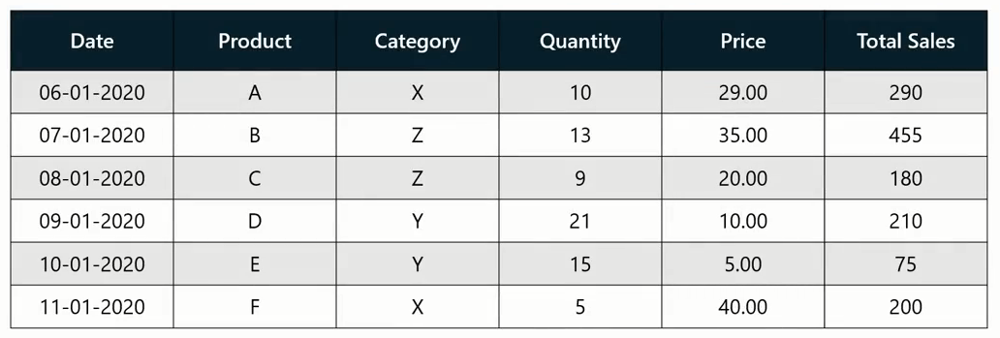 Date Product Category Quantity Price Total Sales
06-01-2020 A X 10 29.00 290
07-01-2020 B Z 13 35.00 455
08-01-2020 C Z 9 20.00 180
09-01-2020 D Y 21 10.00 210
10-01-2020 E Y 15 5.00 75
11-01-2020 F X 5 40.00 200